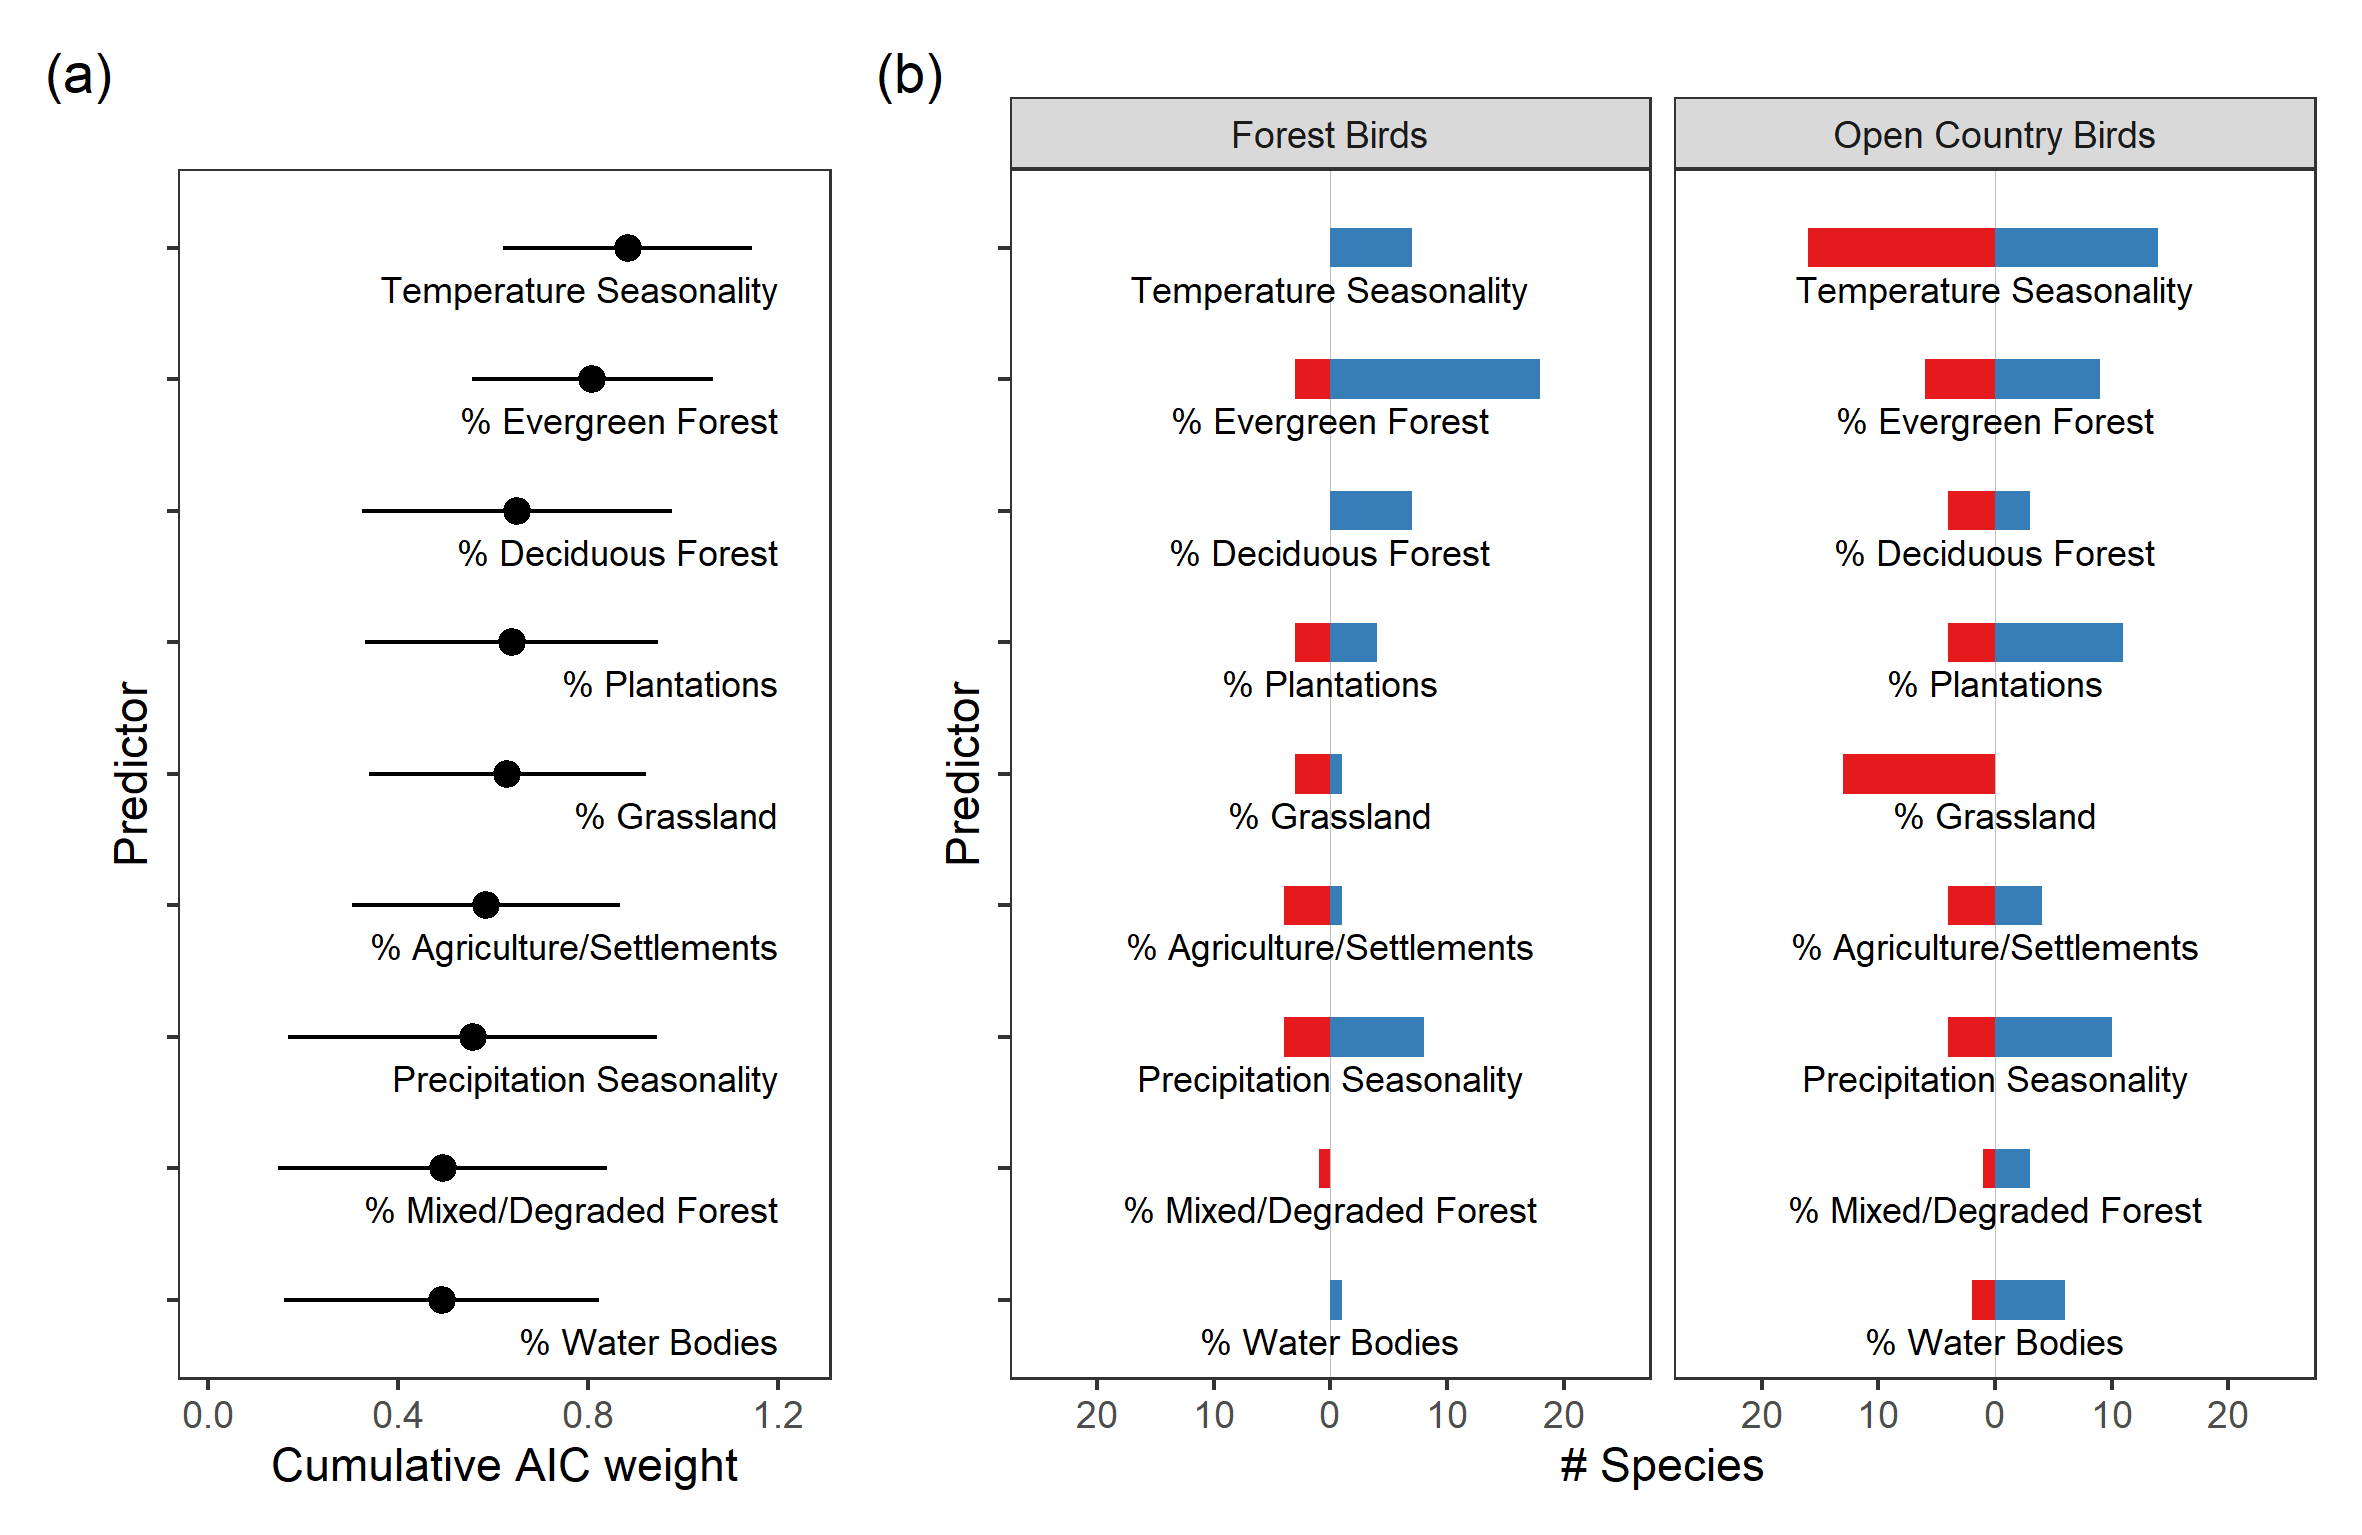 (a)
Temperature Seasonality
% Evergreen Forest
% Deciduous Forest
% Plantations
% Grassland
% Agriculture/Settlements
Precipitation Seasonality
% Mixed/Degraded Forest
% Water Bodies
Predictor
0.0 0.4 0.8 1.2
Cumulative AIC weight
(b)
Forest Birds
Temperature Seasonality
% Evergreen Forest
% Deciduous Forest
% Plantations
% Grassland
% Agriculture/Settlements
Precipitation Seasonality
% Mixed/Degraded Forest
% Water Bodies
Predictor
20 10 0 10 20
Open Country Birds
Temperature Seasonality
% Evergreen Forest
% Deciduous Forest
% Plantations
% Grassland
% Agriculture/Settlements
Precipitation Seasonality
% Mixed/Degraded Forest
% Water Bodies
20 10 0 10 20
# Species